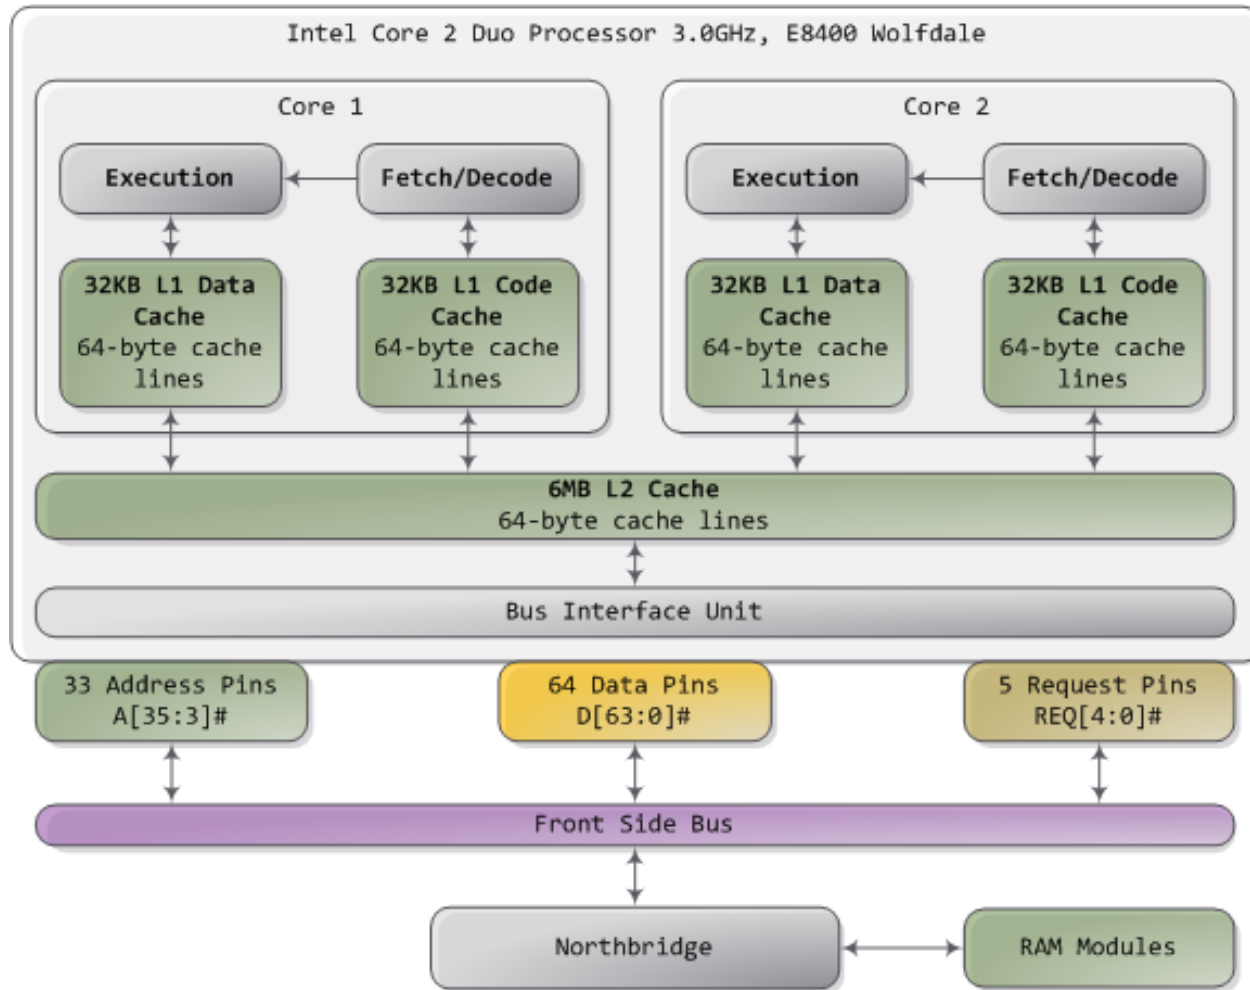 Intel Core 2 Duo Processor 3.0GHz, E8400 Wolfdale
Core 1
Execution
Fetch/Decode
32KB L1 Data
Cache
64-byte cache
lines
32KB L1 Code
Cache
64-byte cache
lines
Core 2
Execution
Fetch/Decode
32KB L1 Data
Cache
64-byte cache
lines
32KB L1 Code
Cache
64-byte cache
lines
6MB L2 Cache
64-byte cache lines
Bus Interface Unit
33 Address Pins
A[35:3]#
64 Data Pins
D[63:0]#
5 Request Pins
REQ[4:0]#
Front Side Bus
Northbridge
RAM Modules